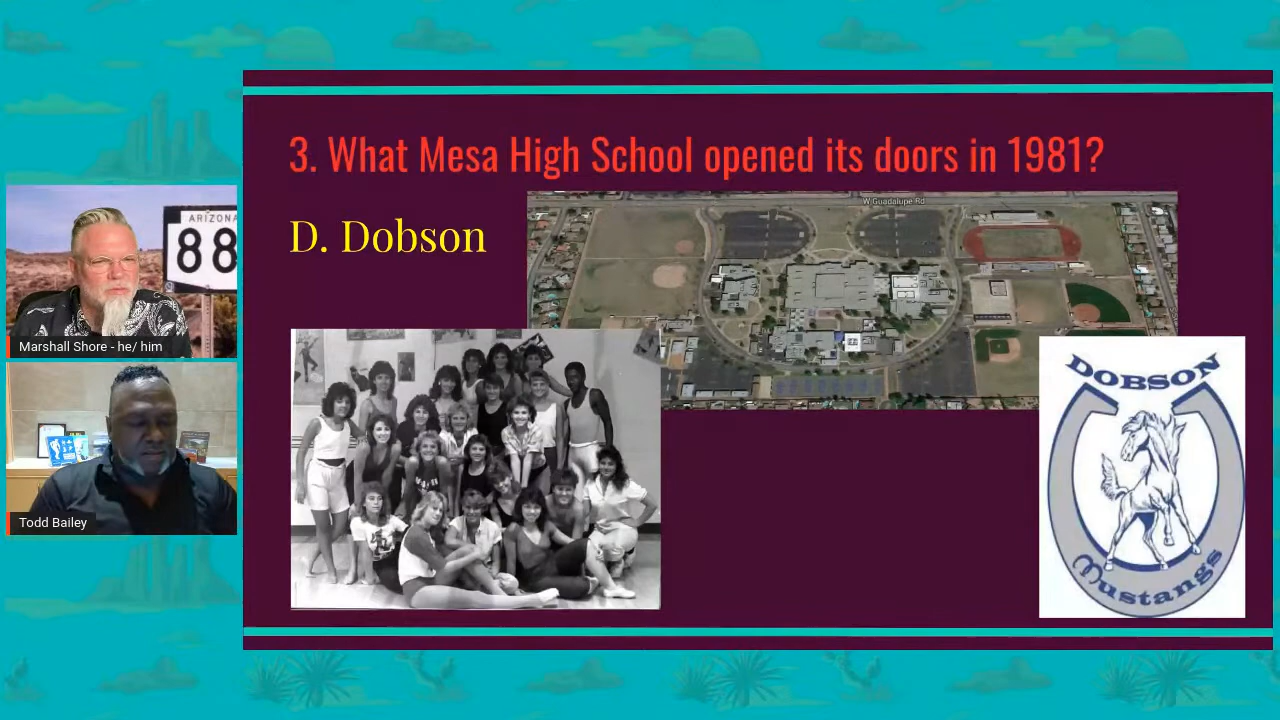 3. What Mesa High School opened its doors in 1981?
D. Dobson
W Guadalupe Rd
ARIZONA
88
Marshall Shore - he/ him
Todd Bailey
DOBSON
Mustangs